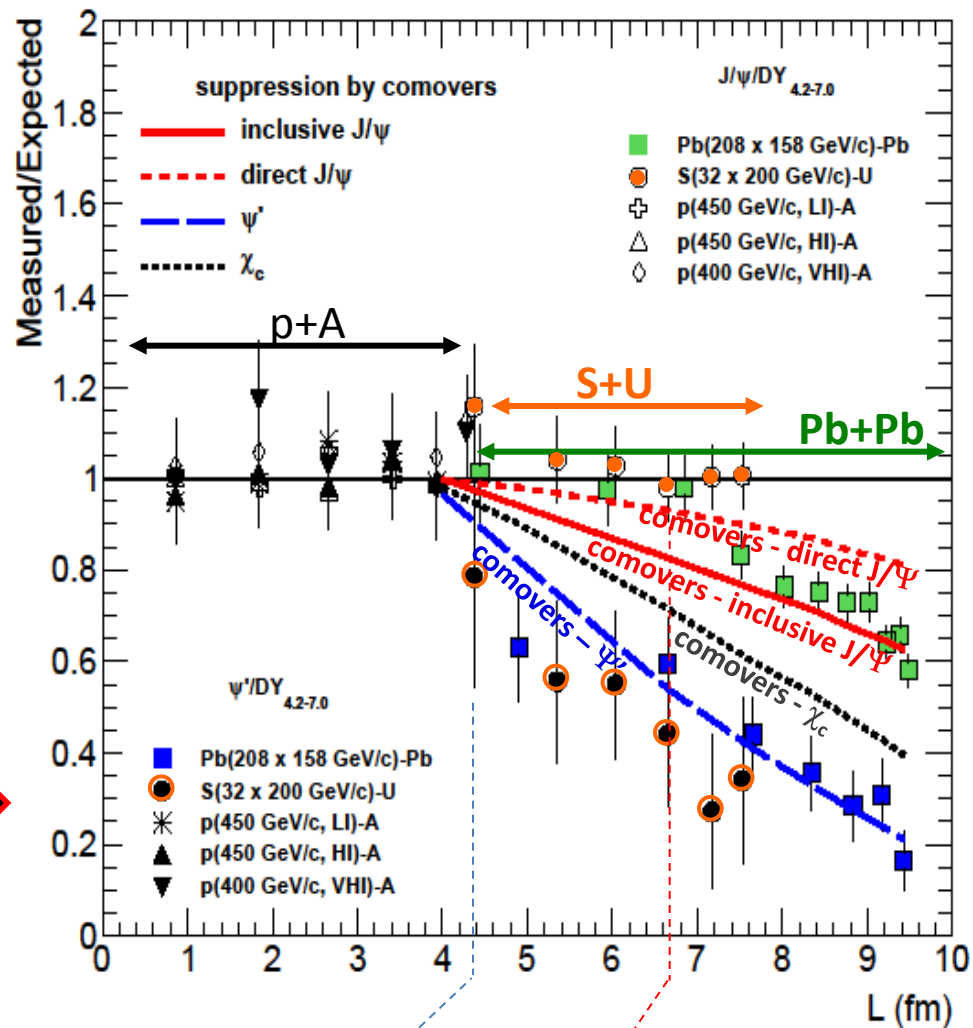 Measured/Expected
2
1.8
1.6
1.4
1.2
1
0.8
0.6
0.4
0.2
0
suppression by comovers
inclusive J/ψ
direct J/ψ
ψ'
χc
J/ψ/DY 4.2-7.0
Pb(208 x 158 GeV/c)-Pb
S(32 x 200 GeV/c)-U
p(450 GeV/c, LI)-A
p(450 GeV/c, HI)-A
p(400 GeV/c, VHI)-A
p+A
S+U
Pb+Pb
comovers - direct J/Ψ
comovers - inclusive J/Ψ
comovers - χc
comovers – Ψ'
ψ'/DY 4.2-7.0
Pb(208 x 158 GeV/c)-Pb
S(32 x 200 GeV/c)-U
p(450 GeV/c, LI)-A
p(450 GeV/c, HI)-A
p(400 GeV/c, VHI)-A
0 1 2 3 4 5 6 7 8 9 10
L (fm)